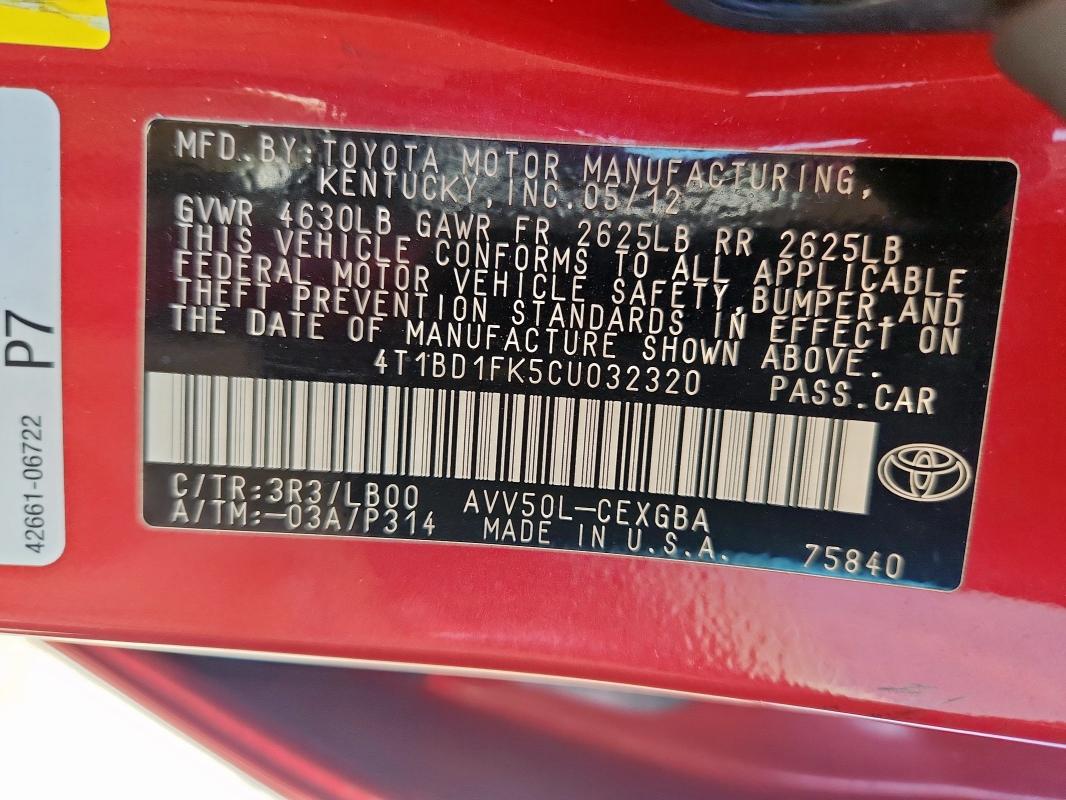 MFD. BY: TOYOTA MOTOR MANUFACTURING,
KENTUCKY, INC. 05/12
GVWR 4630LB GAWR FR 2625LB RR 2625LB
THIS VEHICLE CONFORMS TO ALL APPLICABLE
FEDERAL MOTOR VEHICLE SAFETY, BUMPER, AND
THEFT PREVENTION STANDARDS IN EFFECT ON
THE DATE OF MANUFACTURE SHOWN ABOVE.
4T1BD1FK5CU032320 PASS. CAR
C/TR:3R3/LB00 AVV50L-CEXGBA
A/TM:-03A/P314 MADE IN U.S.A. 75840
P7
42661-06722